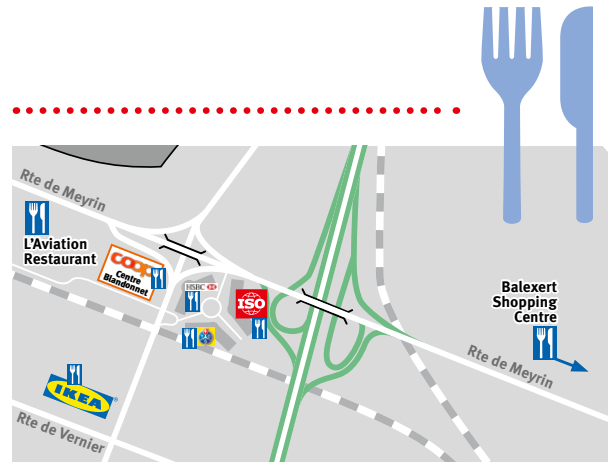 Rte de Meyrin
L'Aviation
Restaurant
coop
Centre
Blandonnet
HSBC
ISO
Balexert
Shopping
Centre
Rte de Meyrin
IKEA
®
Rte de Vernier